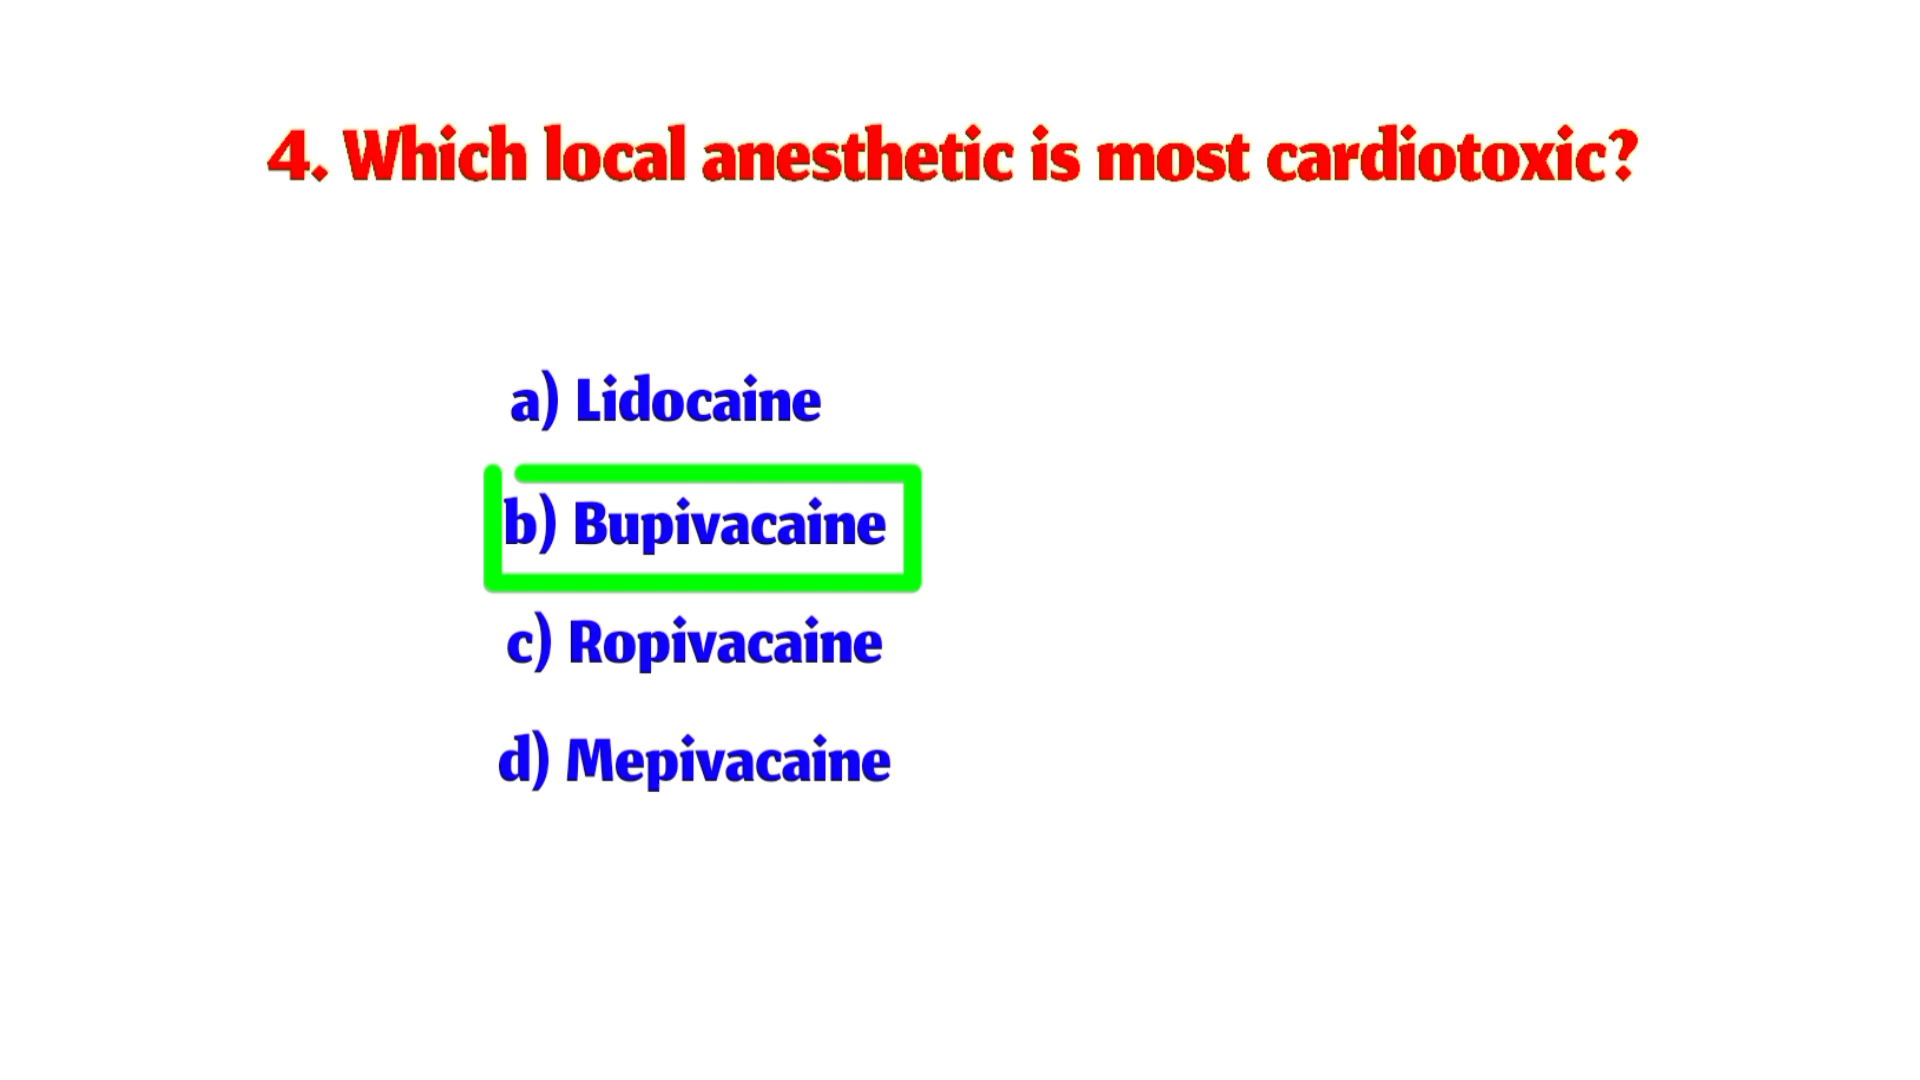 4. Which local anesthetic is most cardiotoxic?
a) Lidocaine
b) Bupivacaine
c) Ropivacaine
d) Mepivacaine